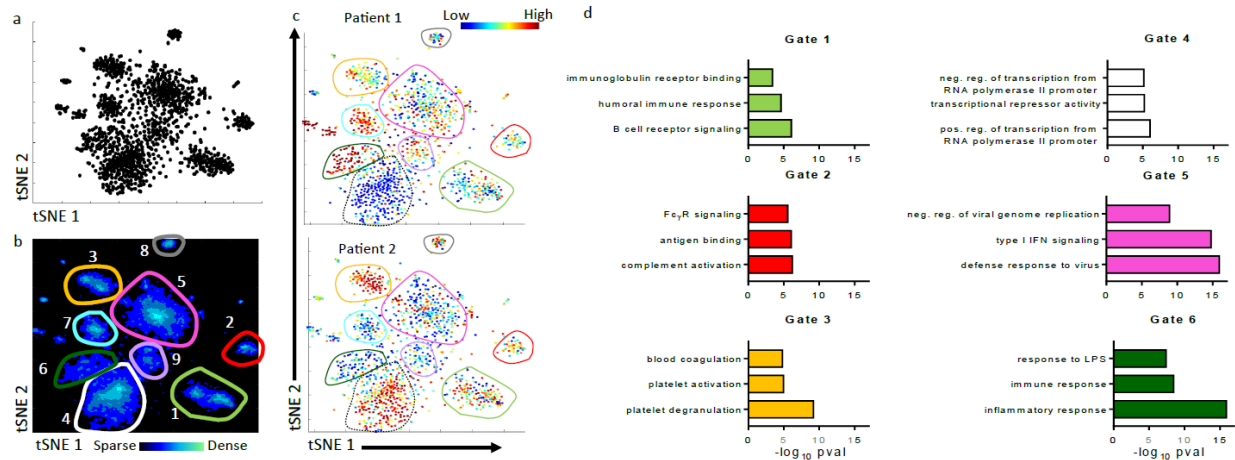 a
tSNE 2
tSNE 1
b
3
8
5
7
2
6
9
4
1
tSNE 2
tSNE 1 Sparse Dense
c
Patient 1
Low High
Patient 2
tSNE 2
tSNE 1
d
Gate 1
immunoglobulin receptor binding
humoral immune response
B cell receptor signaling
0 5 10 15
Gate 2
FcγR signaling
antigen binding
complement activation
0 5 10 15
Gate 3
blood coagulation
platelet activation
platelet degranulation
0 5 10 15
-log10 pval
Gate 4
neg. reg. of transcription from
RNA polymerase II promoter
transcriptional repressor activity
pos. reg. of transcription from
RNA polymerase II promoter
0 5 10 15
Gate 5
neg. reg. of viral genome replication
type I IFN signaling
defense response to virus
0 5 10 15
Gate 6
response to LPS
immune response
inflammatory response
0 5 10 15
-log10 pval